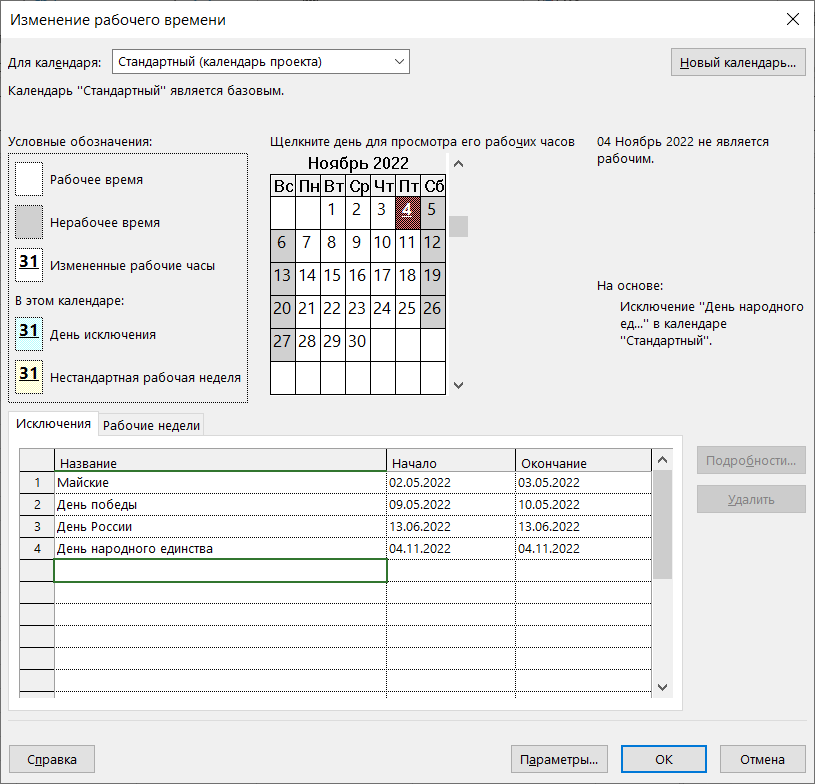 Изменение рабочего времени
Для календаря: Стандартный (календарь проекта) Новый календарь...
Календарь "Стандартный" является базовым.
Условные обозначения:
Рабочее время
Нерабочее время
31 Измененные рабочие часы
В этом календаре:
31 День исключения
31 Нестандартная рабочая неделя
Щелкните день для просмотра его рабочих часов
Ноябрь 2022
Вс Пн Вт Ср Чт Пт Сб
1 2 3 4 5
6 7 8 9 10 11 12
13 14 15 16 17 18 19
20 21 22 23 24 25 26
27 28 29 30
04 Ноябрь 2022 не является
рабочим.
На основе:
Исключение "День народного
ед..." в календаре
"Стандартный".
Исключения Рабочие недели
Название Начало Окончание
1 Майские 02.05.2022 03.05.2022
2 День победы 09.05.2022 10.05.2022
3 День России 13.06.2022 13.06.2022
4 День народного единства 04.11.2022 04.11.2022
Подробности...
Удалить
Справка Параметры... ОК Отмена